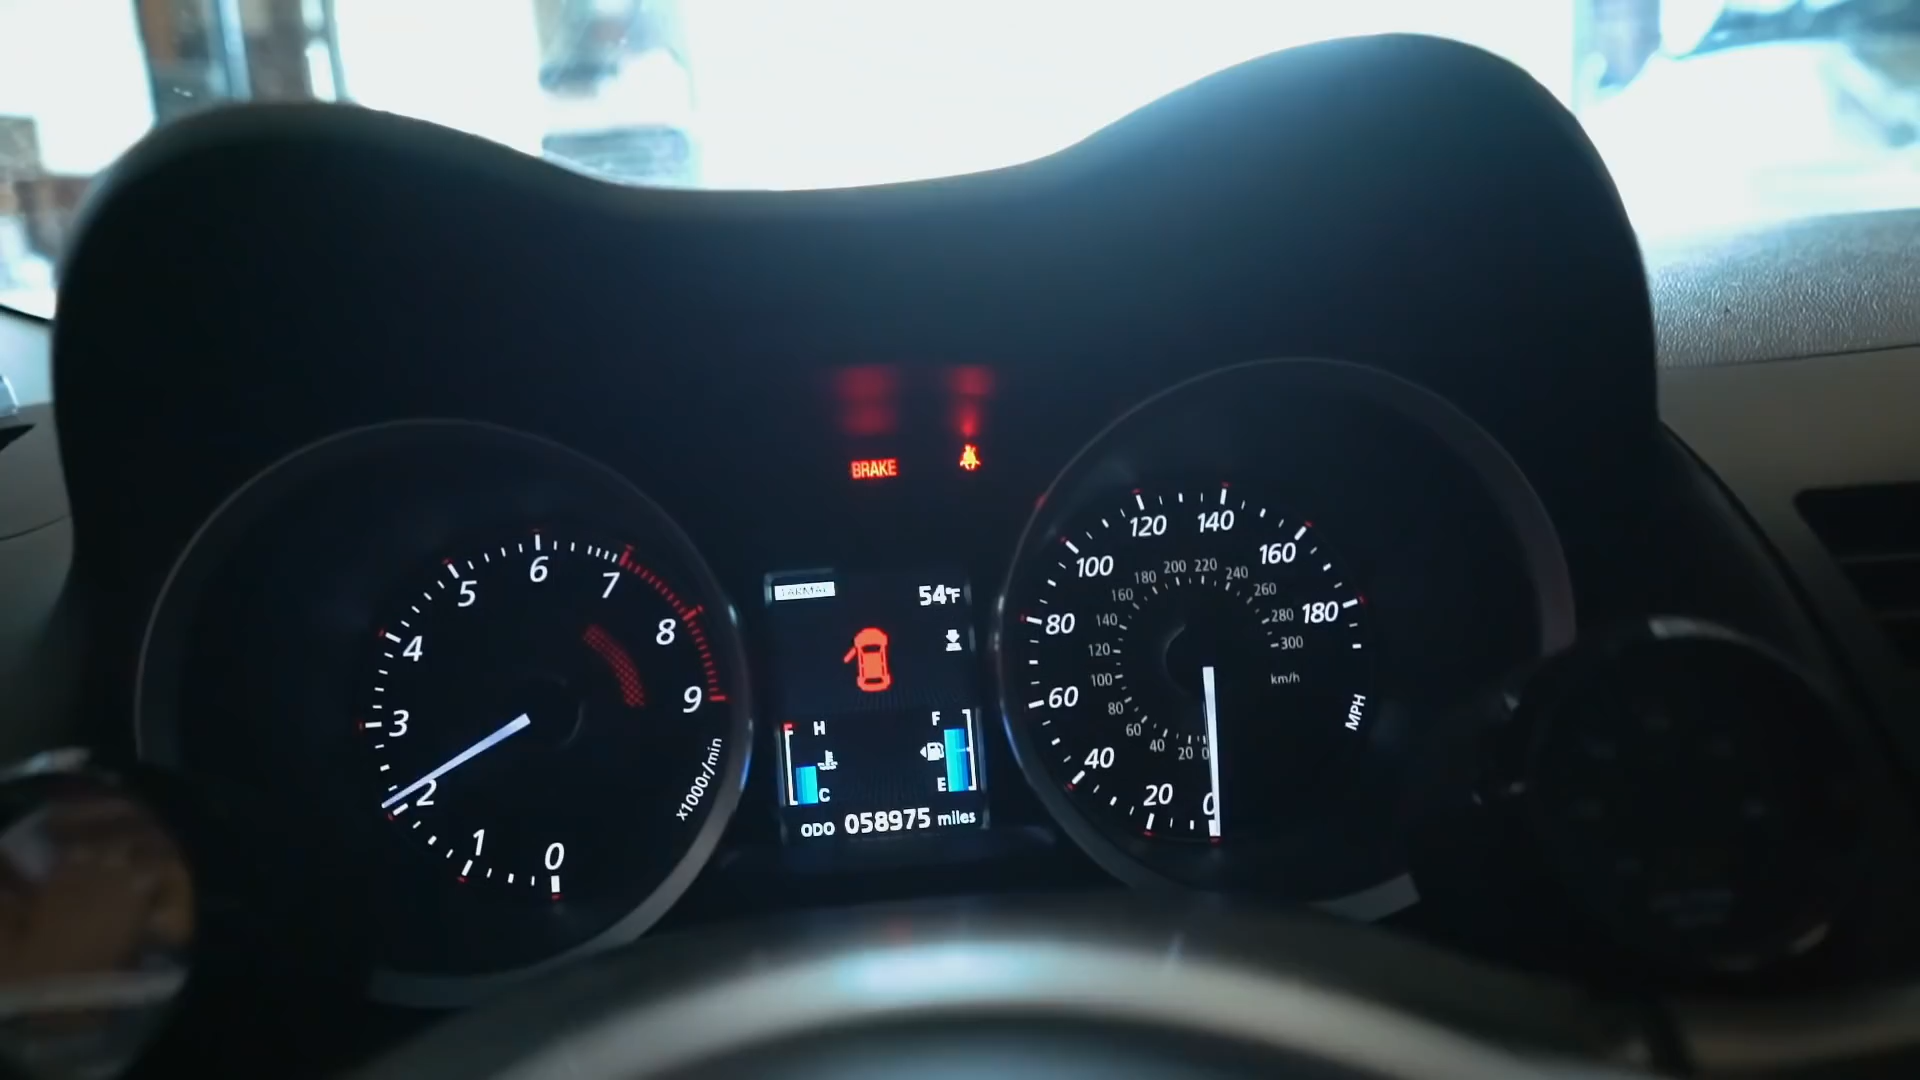 BRAKE
0 1 2 3 4 5 6 7 8 9
x1000r/min
TARMAC
54°F
F H
C
F
E
ODO 058975 miles
0 20 40 60 80 100 120 140 160 180
MPH
0 20 40 60 80 100 120 140 160 180 200 220 240 260 280 300
km/h